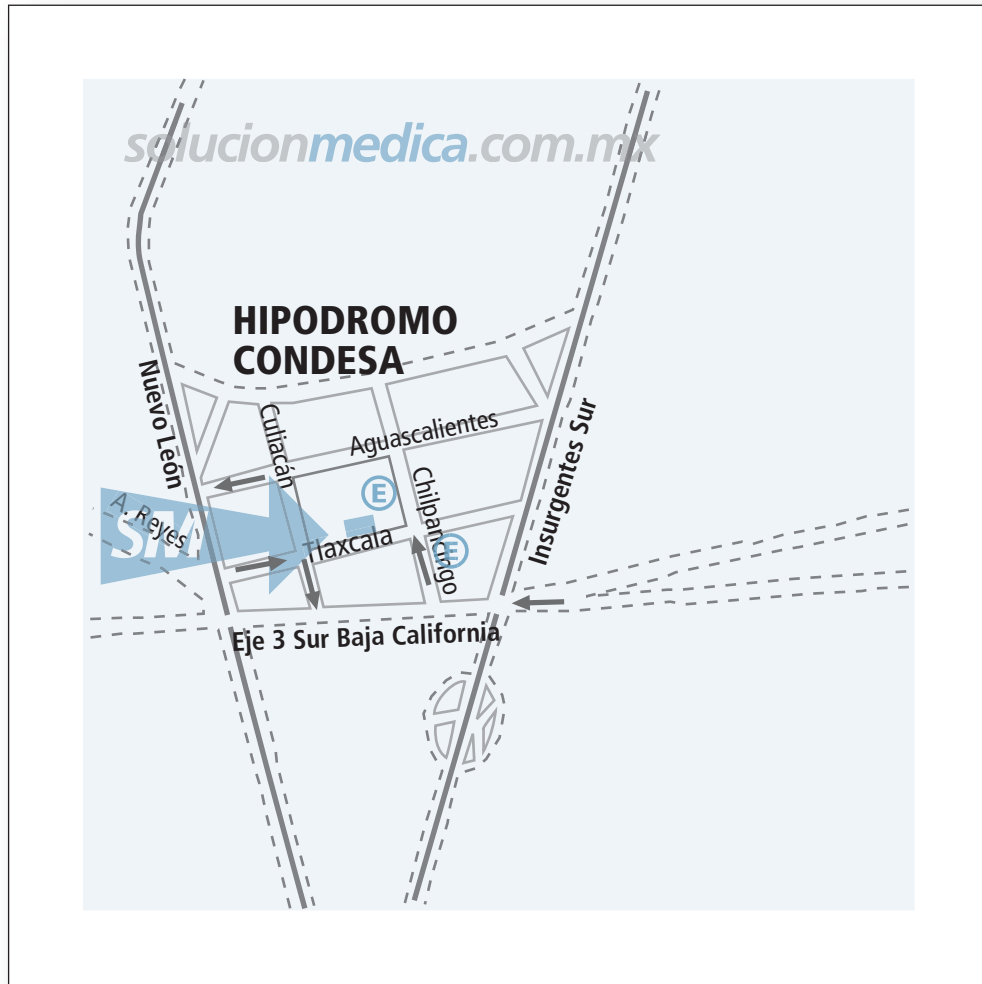 solucionmedica.com.mx
HIPODROMO
CONDESA
Nuevo León
Culiacán
Aguascalientes
Insurgentes Sur
E
Chilpancingo
A. Reyes
SM
Tlaxcala
E
Eje 3 Sur Baja California